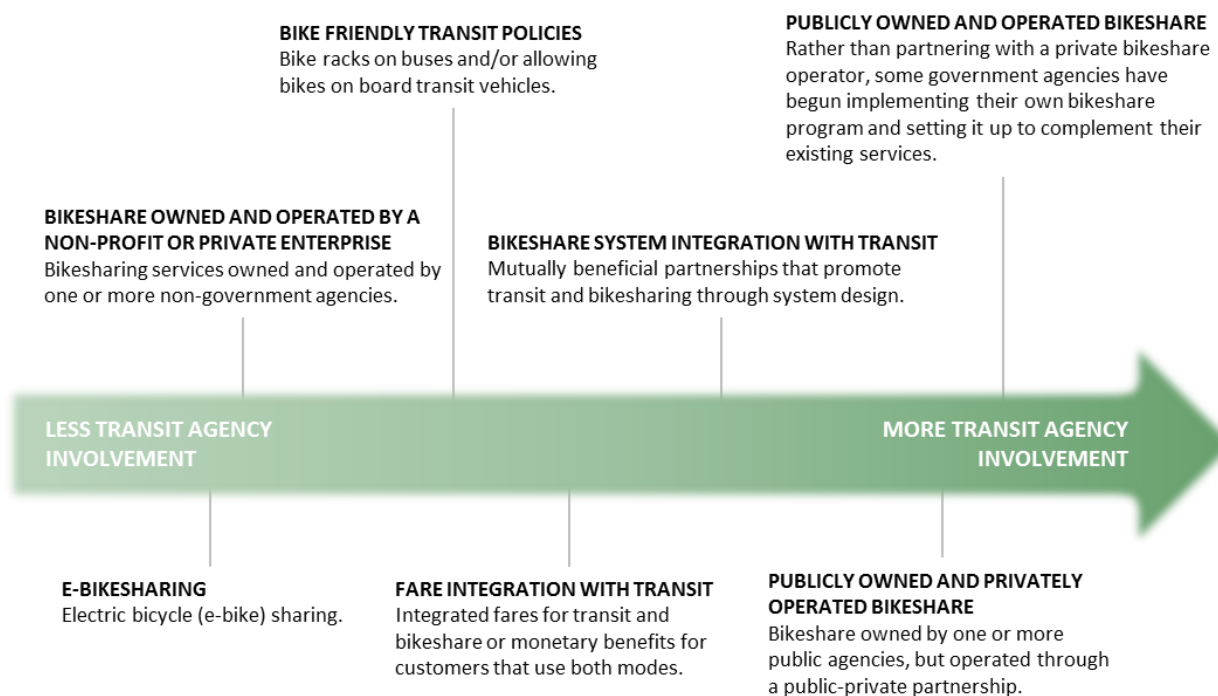 BIKE FRIENDLY TRANSIT POLICIES
Bike racks on buses and/or allowing
bikes on board transit vehicles.
PUBLICLY OWNED AND OPERATED BIKESHARE
Rather than partnering with a private bikeshare
operator, some government agencies have
begun implementing their own bikeshare
program and setting it up to complement their
existing services.
BIKESHARE OWNED AND OPERATED BY A
NON-PROFIT OR PRIVATE ENTERPRISE
Bikesharing services owned and operated by
one or more non-government agencies.
BIKESHARE SYSTEM INTEGRATION WITH TRANSIT
Mutually beneficial partnerships that promote
transit and bikesharing through system design.
LESS TRANSIT AGENCY
INVOLVEMENT
MORE TRANSIT AGENCY
INVOLVEMENT
E-BIKESHARING
Electric bicycle (e-bike) sharing.
FARE INTEGRATION WITH TRANSIT
Integrated fares for transit and
bikeshare or monetary benefits for
customers that use both modes.
PUBLICLY OWNED AND PRIVATELY
OPERATED BIKESHARE
Bikeshare owned by one or more
public agencies, but operated through
a public-private partnership.